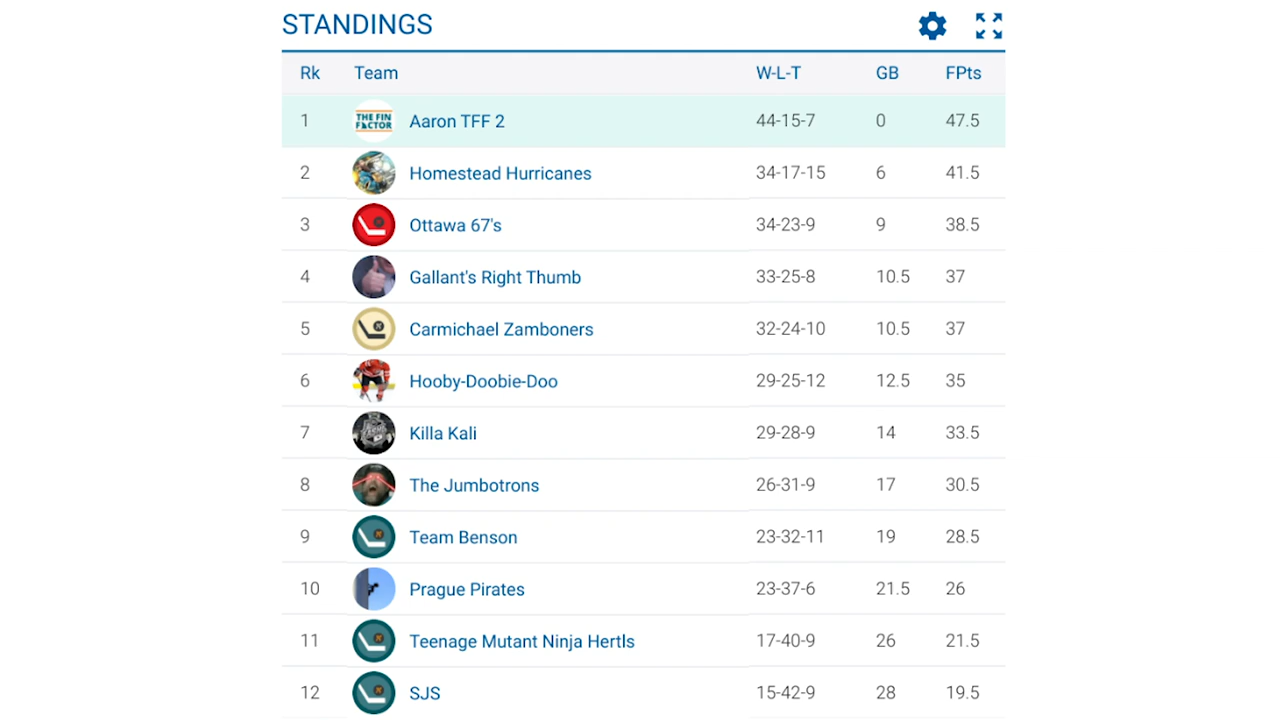 STANDINGS
Rk Team W-L-T GB FPts
1 THE FIN FACTOR Aaron TFF 2 44-15-7 0 47.5
2 Homestead Hurricanes 34-17-15 6 41.5
3 Ottawa 67's 34-23-9 9 38.5
4 Gallant's Right Thumb 33-25-8 10.5 37
5 Carmichael Zamboners 32-24-10 10.5 37
6 Hooby-Doobie-Doo 29-25-12 12.5 35
7 Killa Kali 29-28-9 14 33.5
8 The Jumbotrons 26-31-9 17 30.5
9 Team Benson 23-32-11 19 28.5
10 Prague Pirates 23-37-6 21.5 26
11 Teenage Mutant Ninja Hertls 17-40-9 26 21.5
12 SJS 15-42-9 28 19.5